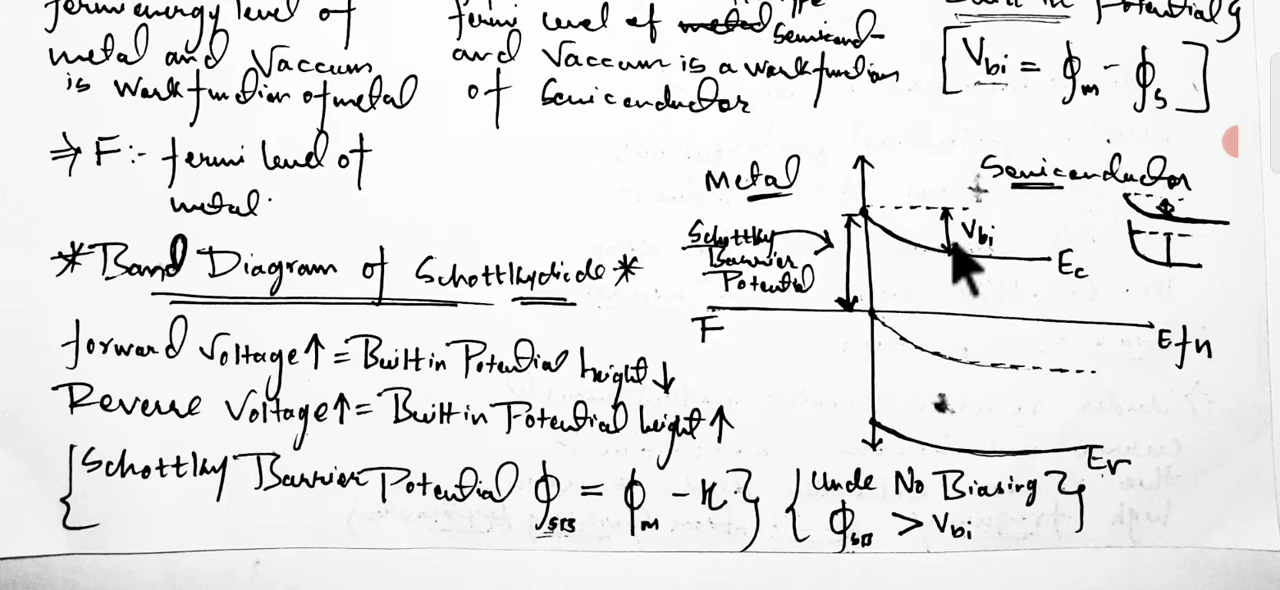 fermi energy level of
metal and Vaccum
is work function of metal
fermi level of metal Semicond-
and Vaccum is a work function
of Semiconductor
Potential
[Vbi = ϕm - ϕs]
⇒ F:- fermi level of
metal.
Metal
Semiconductor
Schottky
Barrier
Potential
Vbi
Ec
F
Efn
Ev
*Band Diagram of Schottky diode*
forward Voltage↑ = Built in Potential height↓
Reverse Voltage↑ = Built in Potential height↑
{Schottky Barrier Potential ϕSB = ϕm - x}
{Unde No Biasing}
ϕSB > Vbi